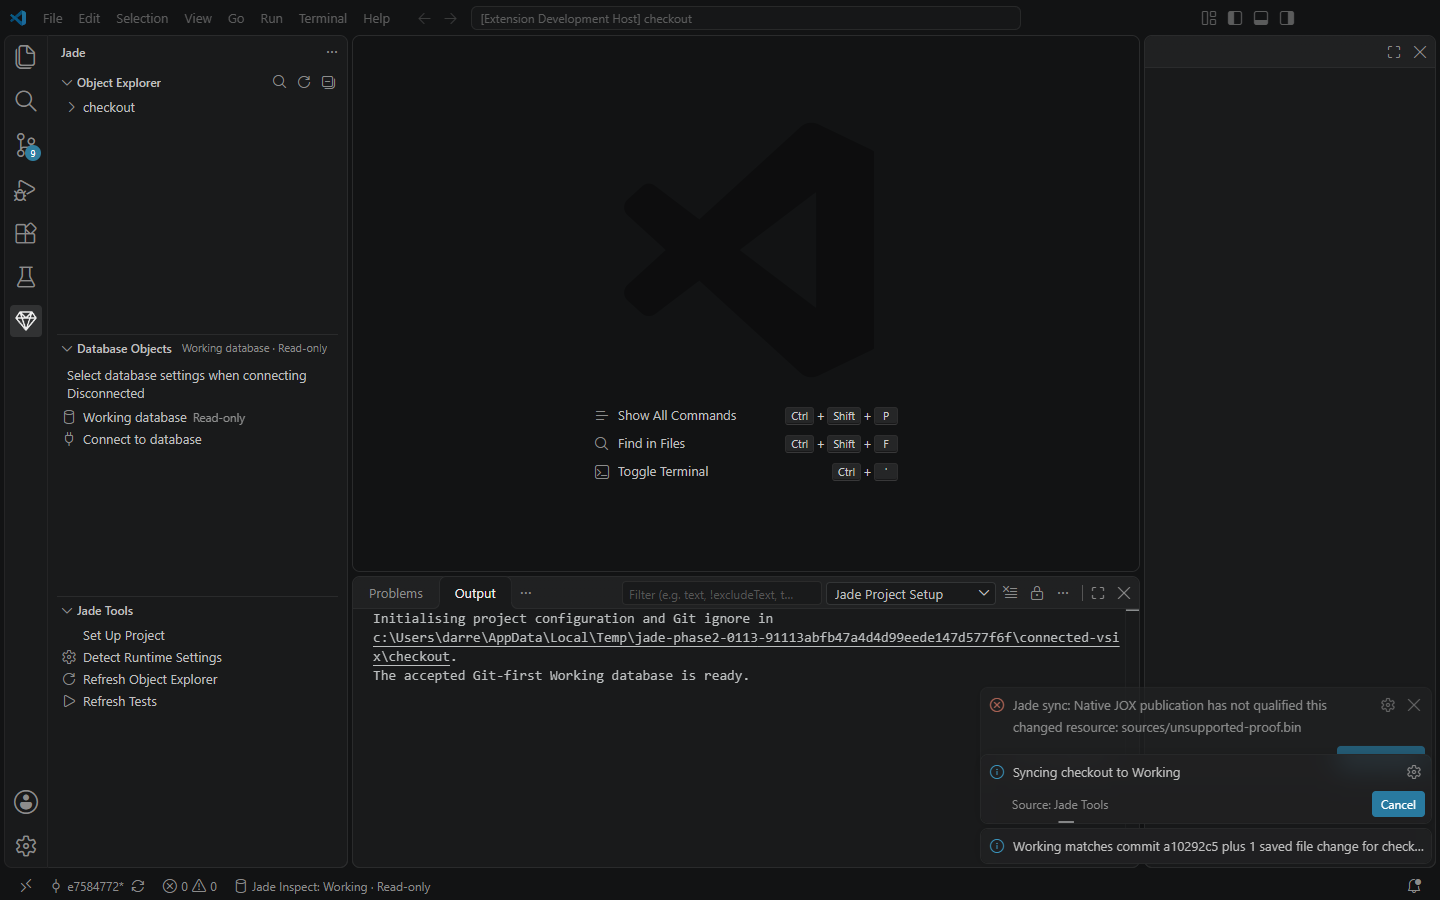 File Edit Selection View Go Run Terminal Help
[Extension Development Host] checkout
Jade
Object Explorer
checkout
9
Database Objects Working database · Read-only
Select database settings when connecting
Disconnected
Working database Read-only
Connect to database
Jade Tools
Set Up Project
Detect Runtime Settings
Refresh Object Explorer
Refresh Tests
Show All Commands Ctrl + Shift + P
Find in Files Ctrl + Shift + F
Toggle Terminal Ctrl + `
Problems Output
Filter (e.g. text, !excludeText, t...
Jade Project Setup
Initialising project configuration and Git ignore in
c:\Users\darre\AppData\Local\Temp\jade-phase2-0113-91113abfb47a4d4d99eede147d577f6f\connected-vsi
x\checkout.
The accepted Git-first Working database is ready.
Jade sync: Native JOX publication has not qualified this
changed resource: sources/unsupported-proof.bin
Syncing checkout to Working
Source: Jade Tools
Cancel
Working matches commit a10292c5 plus 1 saved file change for check...
e7584772* 0 0 Jade Inspect: Working · Read-only